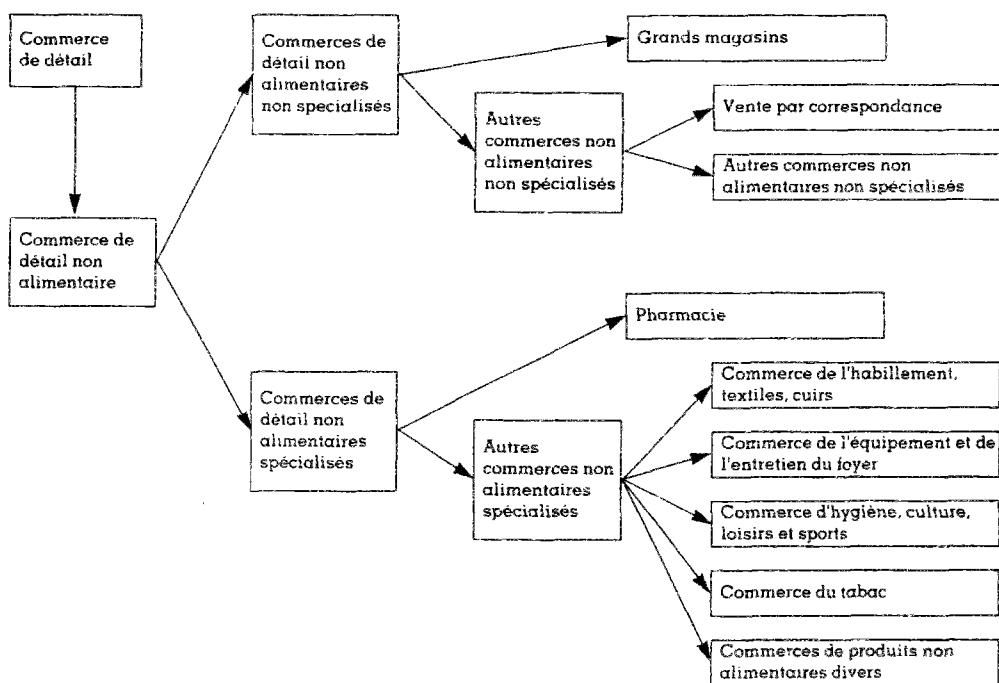 Commerce
de détail
Commerces de
détail non
alimentaires
non specialisés
Grands magasins
Autres
commerces non
alimentaires
non spécialisés
Vente par correspondance
Autres commerces non
alimentaires non spécialisés
Commerce de
détail non
alimentaire
Commerces de
détail non
alimentaires
spécialisés
Pharmacie
Autres
commerces non
alimentaires
spécialisés
Commerce de l'habillement,
textiles, cuirs
Commerce de l'équipement et de
l'entretien du foyer
Commerce d'hygiène, culture,
loisirs et sports
Commerce du tabac
Commerces de produits non
alimentaires divers